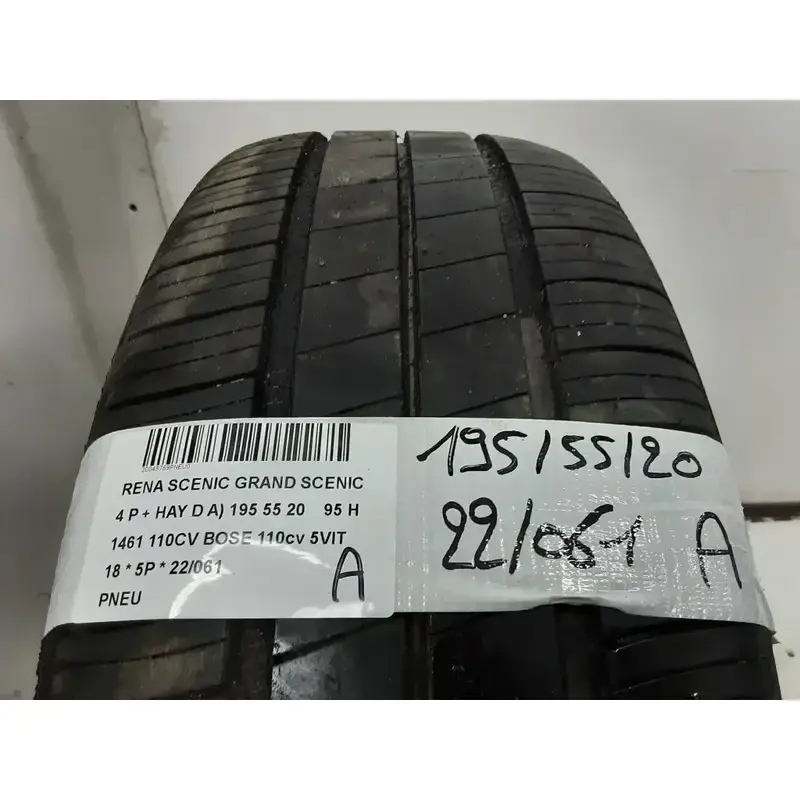 RENA SCENIC GRAND SCENIC
4 P + HAY D A) 195 55 20 95 H
1461 110CV BOSE 110cv 5VIT
18 * 5P * 22/061
PNEU
A
195/55/20
22/061 A